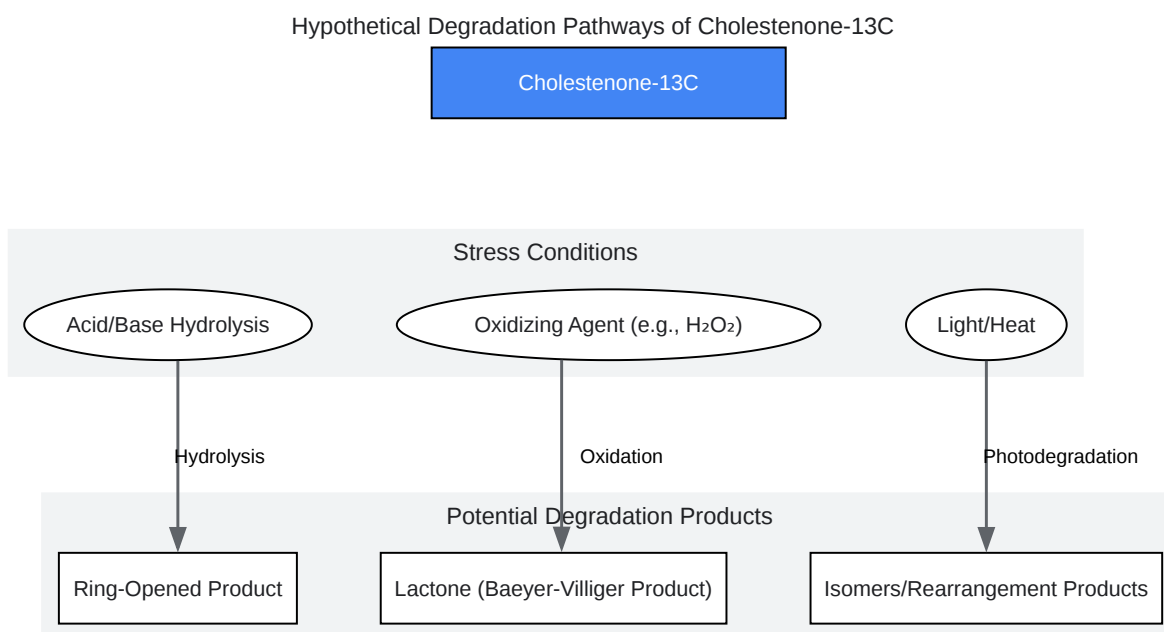 Hypothetical Degradation Pathways of Cholestenone-13C
Cholestenone-13C
Stress Conditions
Acid/Base Hydrolysis
Oxidizing Agent (e.g., H₂O₂)
Light/Heat
Hydrolysis
Oxidation
Photodegradation
Potential Degradation Products
Ring-Opened Product
Lactone (Baeyer-Villiger Product)
Isomers/Rearrangement Products